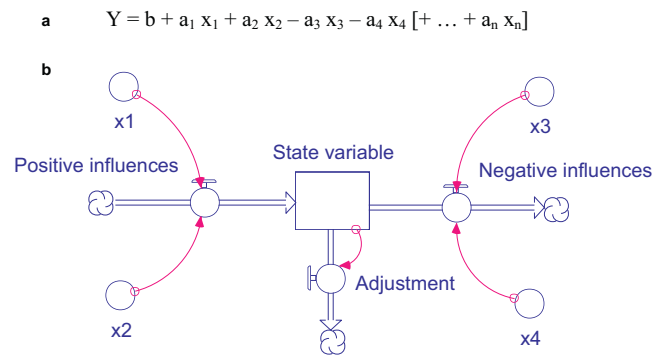 a Y = b + a₁ x₁ + a₂ x₂ – a₃ x₃ – a₄ x₄ [+ … + aₙ xₙ]
b
x1
x3
Positive influences
State variable
Negative influences
Adjustment
x2
x4